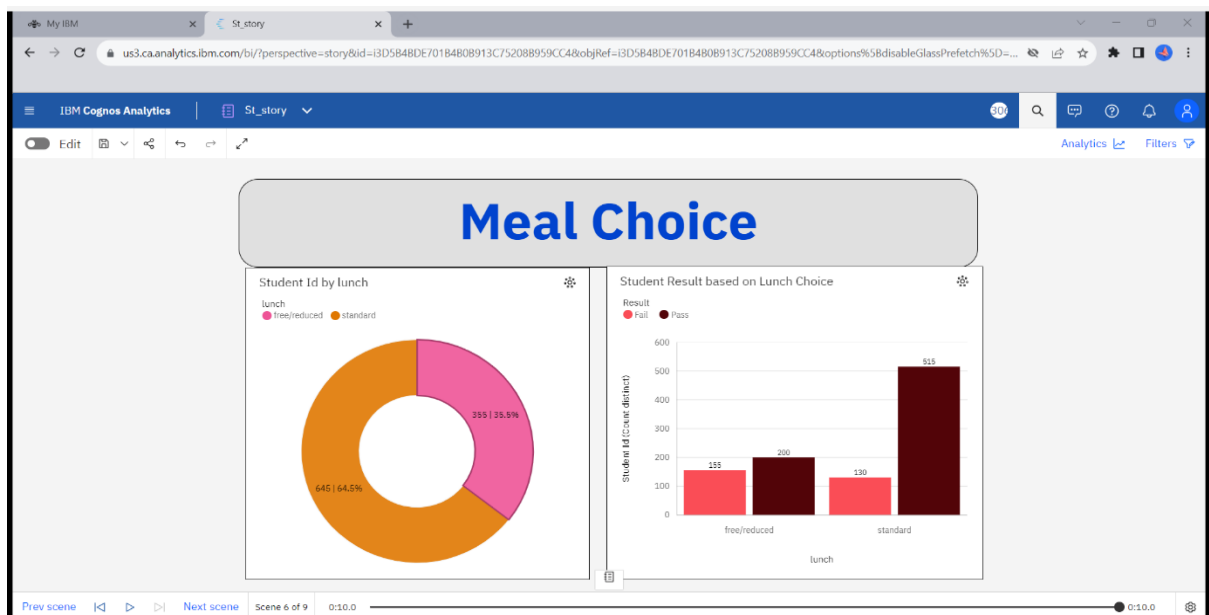 My IBM
St_story
us3.ca.analytics.ibm.com/bi/?perspective=story&id=i3D5B4BDE701B4B0B913C75208B959CC4&objRef=i3D5B4BDE701B4B0B913C75208B959CC4&options%5BdisableGlassPrefetch%5D=...
IBM Cognos Analytics
St_story
Edit
Analytics
Filters
Meal Choice
Student Id by lunch
lunch
free/reduced standard
355 | 35.5%
645 | 64.5%
Student Result based on Lunch Choice
Result
Fail Pass
Student Id (Count distinct)
600
500
400
300
200
100
0
155
200
130
515
free/reduced standard
lunch
Prev scene Next scene Scene 6 of 9 0:10.0 0:10.0